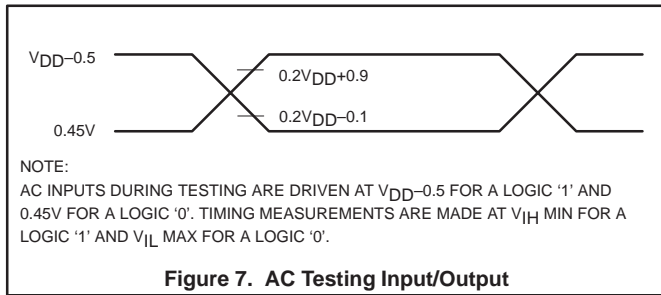 VDD–0.5
0.2VDD+0.9
0.2VDD–0.1
0.45V
NOTE:
AC INPUTS DURING TESTING ARE DRIVEN AT VDD–0.5 FOR A LOGIC ‘1’ AND
0.45V FOR A LOGIC ‘0’. TIMING MEASUREMENTS ARE MADE AT VIH MIN FOR A
LOGIC ‘1’ AND VIL MAX FOR A LOGIC ‘0’.
Figure 7. AC Testing Input/Output